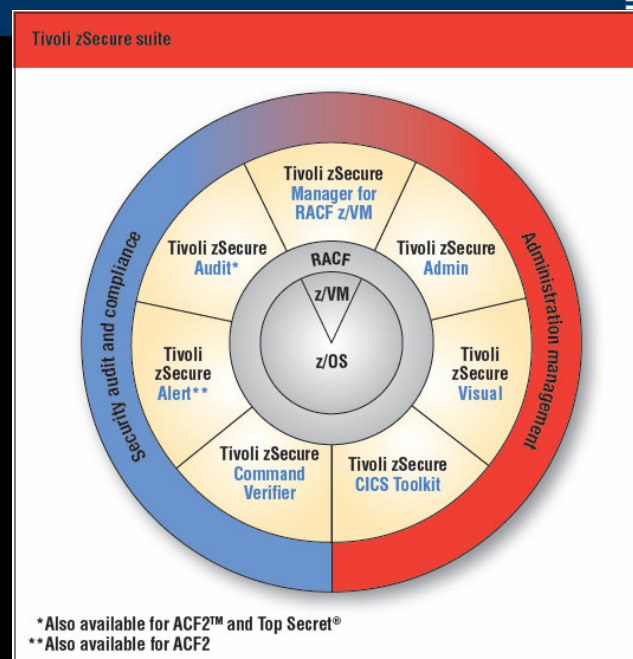 Tivoli zSecure suite
Tivoli zSecure
Manager for
RACF z/VM
Tivoli zSecure
Audit*
Tivoli zSecure
Admin
RACF
z/VM
z/OS
Security audit and compliance
Administration management
Tivoli
zSecure
Alert**
Tivoli
zSecure
Visual
Tivoli zSecure
Command
Verifier
Tivoli zSecure
CICS Toolkit
*Also available for ACF2™ and Top Secret®
**Also available for ACF2